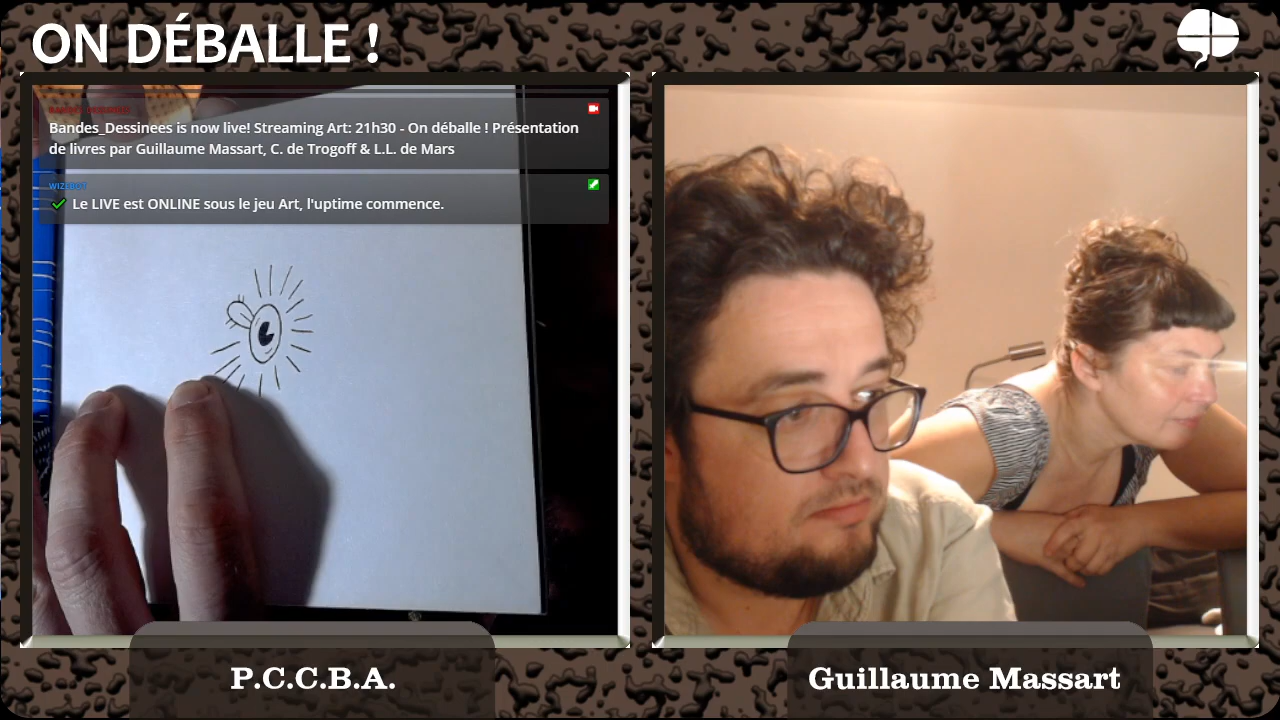 ON DÉBALLE !
Bandes_Dessinees is now live! Streaming Art: 21h30 - On déballe ! Présentation
de livres par Guillaume Massart, C. de Trogoff & L.L. de Mars
WIZEBOT
Le LIVE est ONLINE sous le jeu Art, l'uptime commence.
P.C.C.B.A.
Guillaume Massart